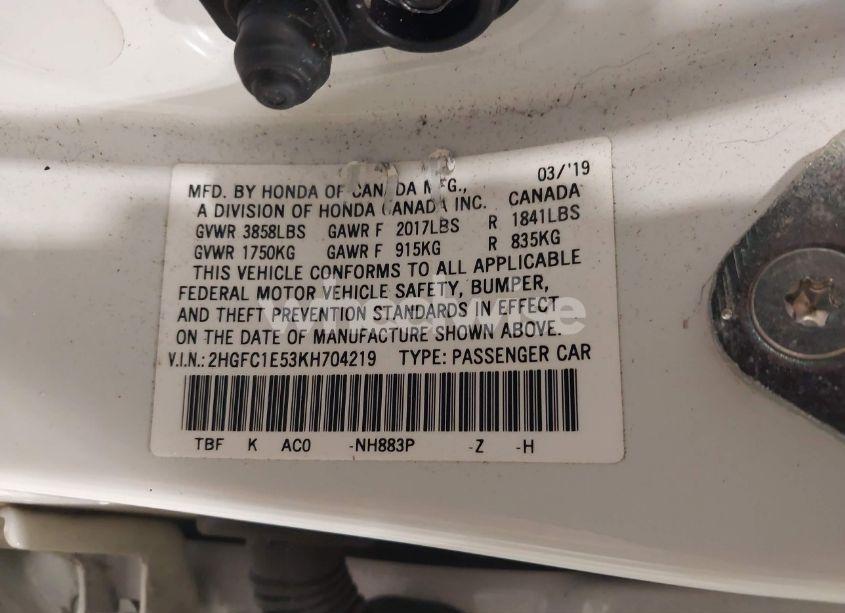 03/'19
MFD. BY HONDA OF CANADA MFG.,
A DIVISION OF HONDA CANADA INC. CANADA
GVWR 3858LBS GAWR F 2017LBS R 1841LBS
GVWR 1750KG GAWR F 915KG R 835KG
THIS VEHICLE CONFORMS TO ALL APPLICABLE
FEDERAL MOTOR VEHICLE SAFETY, BUMPER,
AND THEFT PREVENTION STANDARDS IN EFFECT
ON THE DATE OF MANUFACTURE SHOWN ABOVE.
V.I.N.: 2HGFC1E53KH704219 TYPE: PASSENGER CAR
TBF K AC0 -NH883P -Z -H